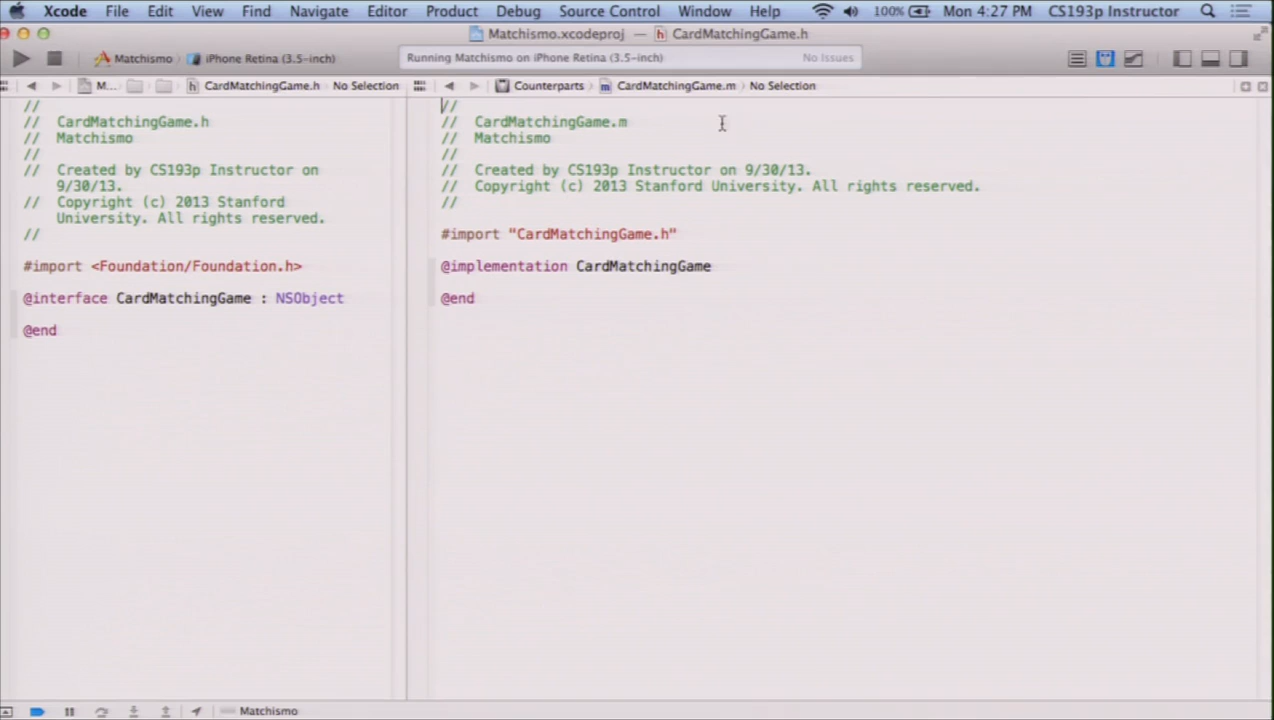 Xcode File Edit View Find Navigate Editor Product Debug Source Control Window Help 100% Mon 4:27 PM CS193p Instructor
Matchismo.xcodeproj — CardMatchingGame.h
Matchismo iPhone Retina (3.5-inch) Running Matchismo on iPhone Retina (3.5-inch) No Issues
M... CardMatchingGame.h No Selection
Counterparts CardMatchingGame.m No Selection
//
// CardMatchingGame.h
// Matchismo
//
// Created by CS193p Instructor on
9/30/13.
// Copyright (c) 2013 Stanford
University. All rights reserved.
//
#import <Foundation/Foundation.h>
@interface CardMatchingGame : NSObject
@end
//
// CardMatchingGame.m
// Matchismo
//
// Created by CS193p Instructor on 9/30/13.
// Copyright (c) 2013 Stanford University. All rights reserved.
//
#import "CardMatchingGame.h"
@implementation CardMatchingGame
@end
Matchismo